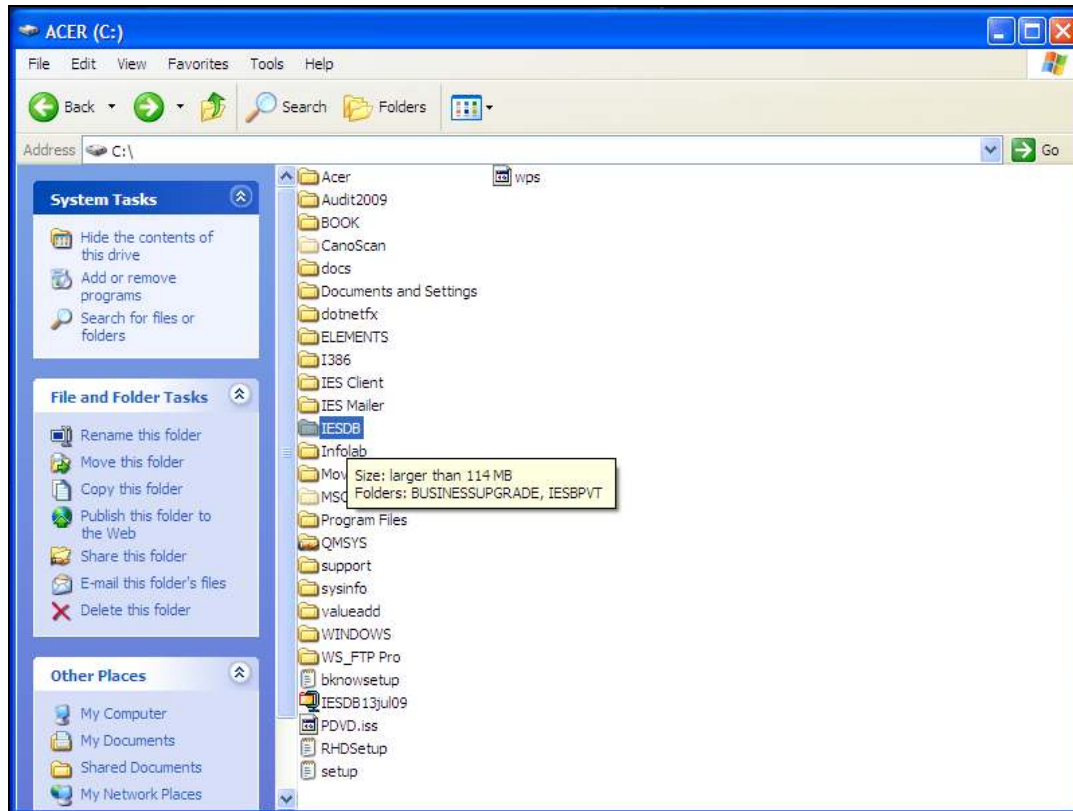 ACER (C:)
File Edit View Favorites Tools Help
Back Search Folders
Address C:\ Go
System Tasks
Hide the contents of
this drive
Add or remove
programs
Search for files or
folders
File and Folder Tasks
Rename this folder
Move this folder
Copy this folder
Publish this folder to
the Web
Share this folder
E-mail this folder's files
Delete this folder
Other Places
My Computer
My Documents
Shared Documents
My Network Places
Acer
Audit2009
BOOK
CanoScan
docs
Documents and Settings
dotnetfx
ELEMENTS
I386
IES Client
IES Mailer
IESDB
Infolab
Size: larger than 114 MB
Folders: BUSINESSUPGRADE, IESBPVT
Program Files
QMSYS
support
sysinfo
valueadd
WINDOWS
WS_FTP Pro
bknowsetup
IESDB13jul09
PDVD.iss
RHDSetup
setup
wps